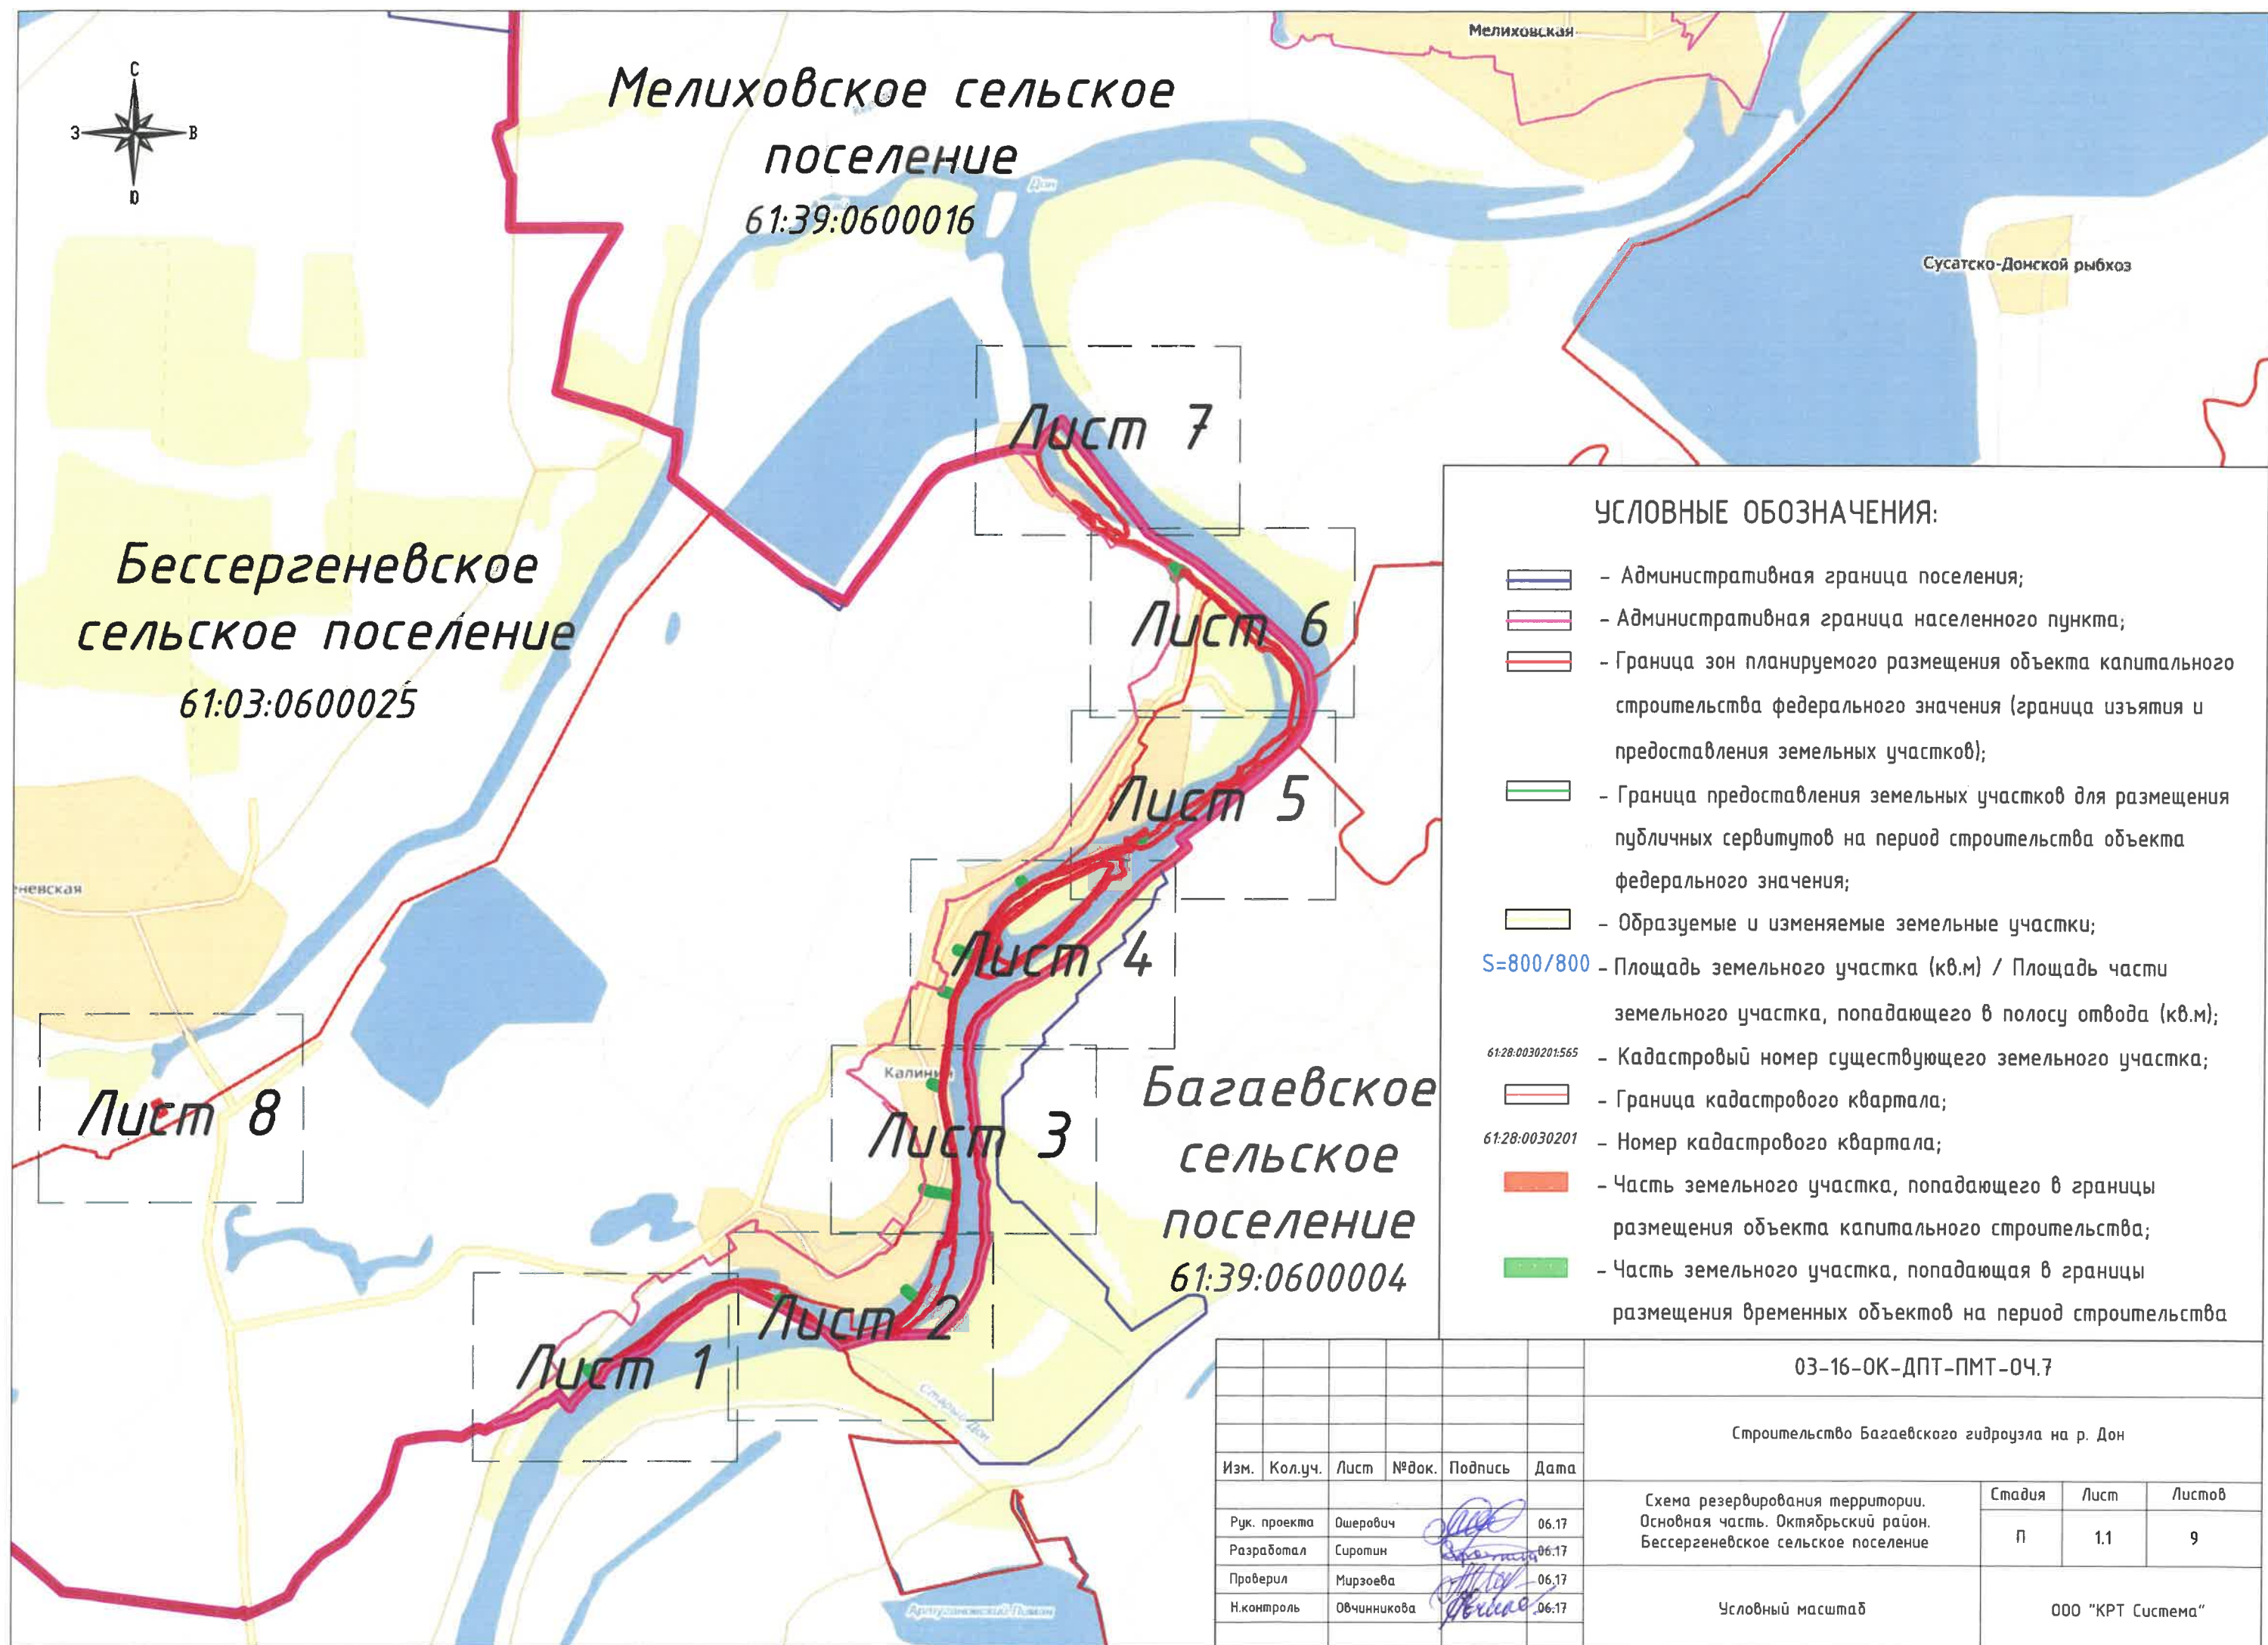 Мелиховская
С
З
В
Ю
Мелиховское сельское
поселение
61:39:0600016
Дон
Сусатско-Донской рыбхоз
Лист 7
УСЛОВНЫЕ ОБОЗНАЧЕНИЯ:
Бессергеневское
сельское поселение
61:03:0600025
Лист 6
Лист 5
Лист 4
Лист 3
Лист 2
Лист 1
Лист 8
невская
Калинин
Багаевское
сельское
поселение
61:39:0600004
Старый Дон
- Административная граница поселения;
- Административная граница населенного пункта;
- Граница зон планируемого размещения объекта капитального
строительства федерального значения (граница изъятия и
предоставления земельных участков);
- Граница предоставления земельных участков для размещения
публичных сервитутов на период строительства объекта
федерального значения;
- Образуемые и изменяемые земельные участки;
S=800/800 - Площадь земельного участка (кв.м) / Площадь части
земельного участка, попадающего в полосу отвода (кв.м);
61:28:0030201:565 - Кадастровый номер существующего земельного участка;
- Граница кадастрового квартала;
61:28:0030201 - Номер кадастрового квартала;
- Часть земельного участка, попадающего в границы
размещения объекта капитального строительства;
- Часть земельного участка, попадающая в границы
размещения временных объектов на период строительства
03-16-ОК-ДПТ-ПМТ-ОЧ.7
Строительство Багаевского гидроузла на р. Дон
Изм. Кол.уч. Лист №док. Подпись Дата
Рук. проекта Ошерович 06.17
Разработал Сиротин 06.17
Проверил Мирзоева 06.17
Н.контроль Овчинникова 06.17
Схема резервирования территории.
Основная часть. Октябрьский район.
Бессергеневское сельское поселение
Стадия Лист Листов
П 1.1 9
Условный масштаб
ООО "КРТ Система"